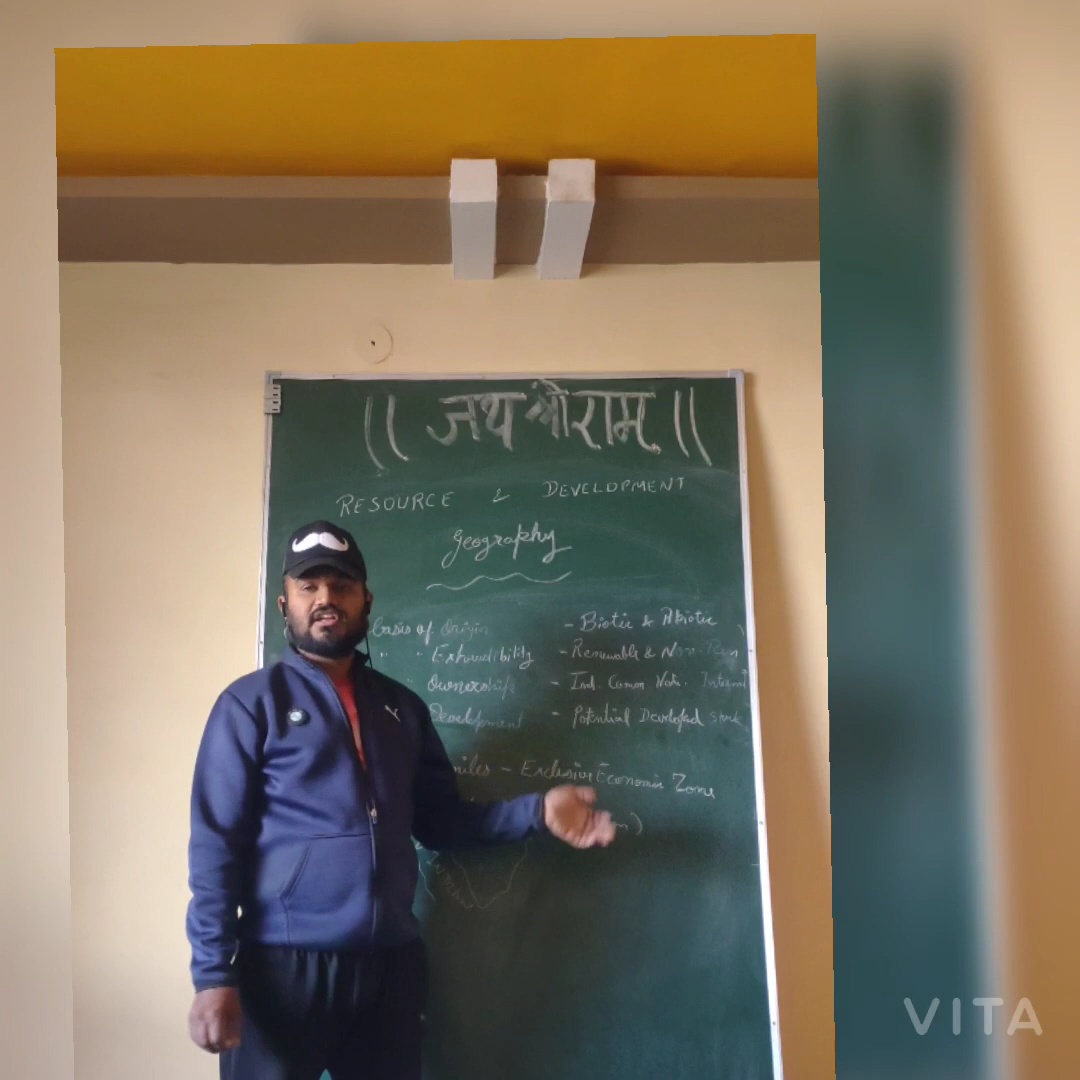 || जय श्री राम ||
RESOURCE & DEVELOPMENT
Geography
basis of Origin - Biotic & Abiotic
" " Exhaustibility - Renewable & Non-Ren
" Ownership - Ind. Comm. Nat. Internat
Development - Potential Developed Stock
miles - Exclusive Economic Zone
m)
INDIAN
VITA